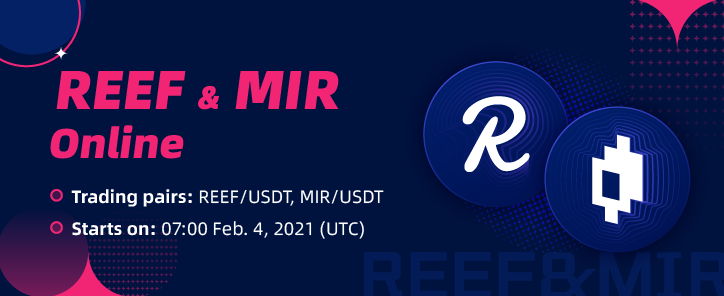 REEF & MIR
Online
Trading pairs: REEF/USDT, MIR/USDT
Starts on: 07:00 Feb. 4, 2021 (UTC)
R
REEF&MIR